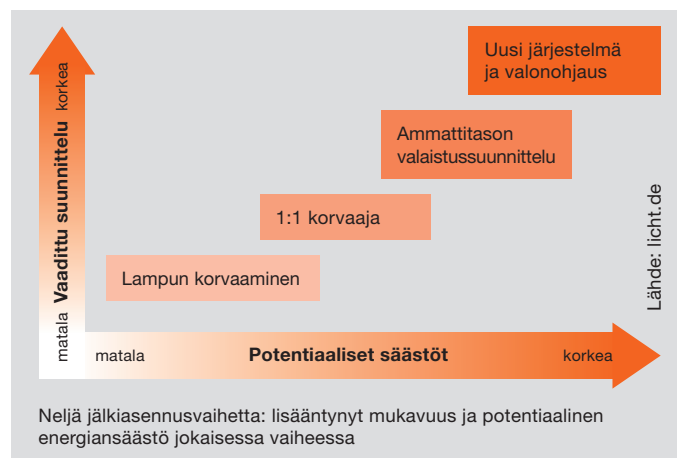 Uusi järjestelmä
ja valonohjaus
Ammattitason
valaistussuunnittelu
1:1 korvaaja
Lampun korvaaminen
matala Vaadittu suunnittelu korkea
matala Potentiaaliset säästöt korkea
Lähde: licht.de
Neljä jälkiasennusvaihetta: lisääntynyt mukavuus ja potentiaalinen
energiansäästö jokaisessa vaiheessa